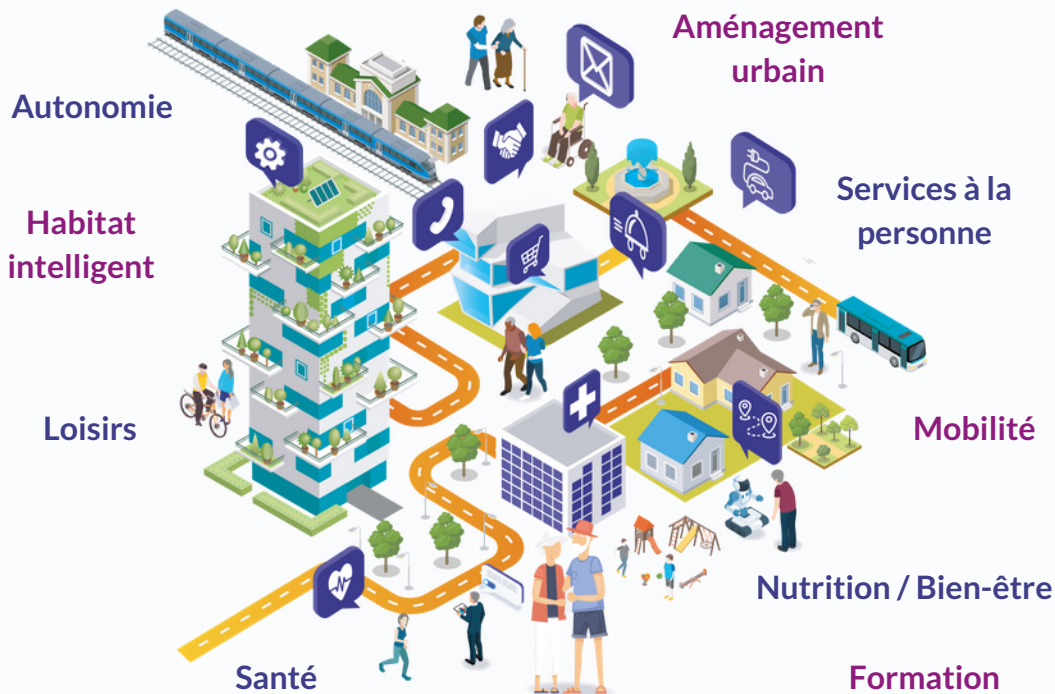 Aménagement
urbain
Autonomie
Services à la
personne
Habitat
intelligent
Loisirs
Mobilité
Nutrition / Bien-être
Santé
Formation